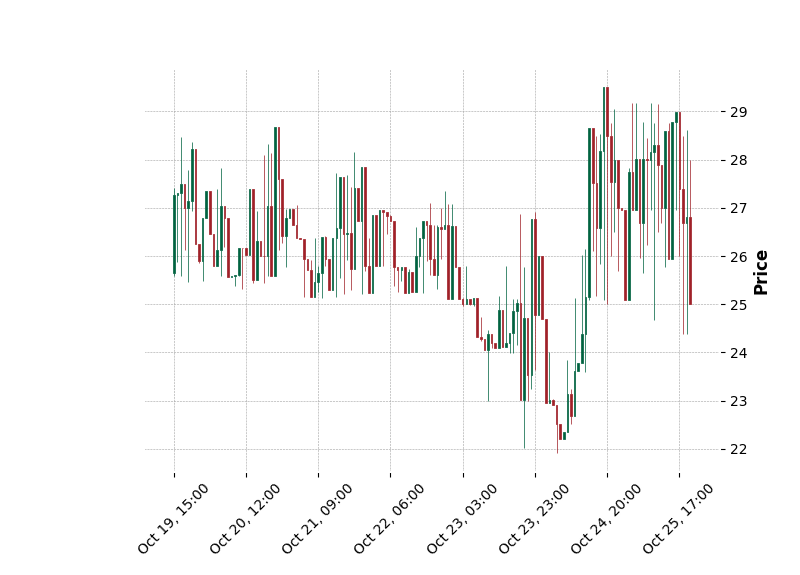 29
28
27
26
25
24
23
22
Price
Oct 19, 15:00
Oct 20, 12:00
Oct 21, 09:00
Oct 22, 06:00
Oct 23, 03:00
Oct 23, 23:00
Oct 24, 20:00
Oct 25, 17:00